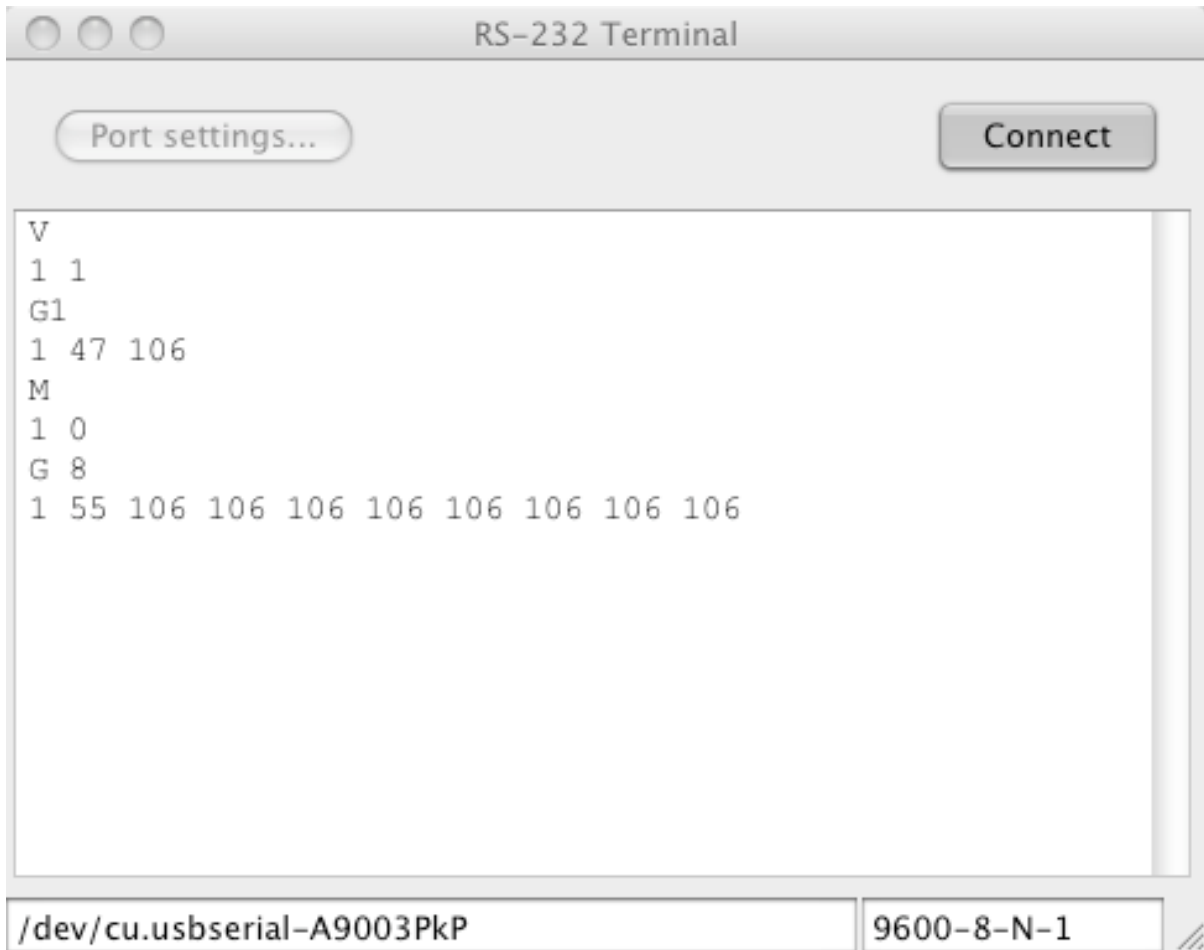 RS-232 Terminal
Port settings...
Connect
V
1 1
G1
1 47 106
M
1 0
G 8
1 55 106 106 106 106 106 106 106 106
/dev/cu.usbserial-A9003PkP
9600-8-N-1